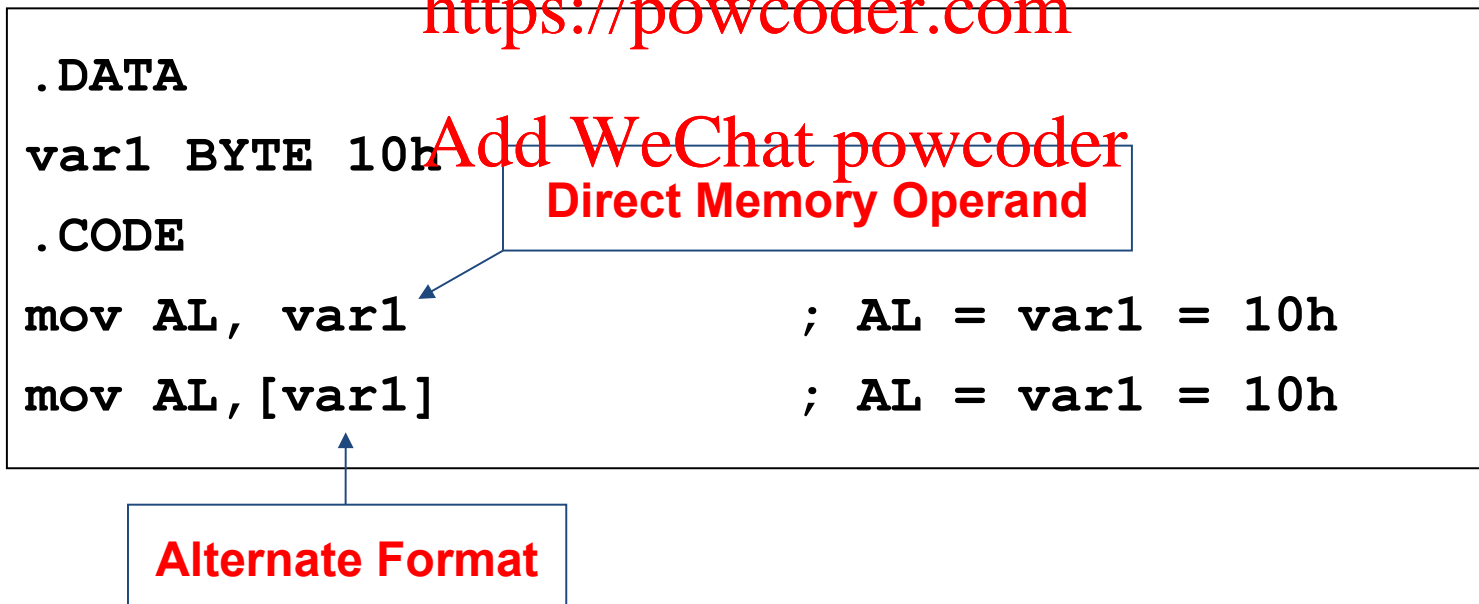 https://powcoder.com
.DATA
Add WeChat powcoder
var1 BYTE 10h
Direct Memory Operand
.CODE
mov AL, var1 ; AL = var1 = 10h
mov AL,[var1] ; AL = var1 = 10h
Alternate Format